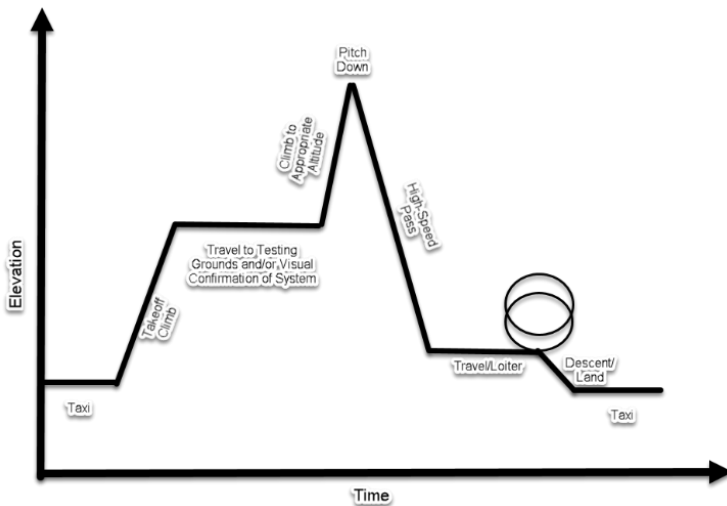 Pitch
Down
Climb to
Appropriate
Altitude
High-Speed
Pass
Elevation
Travel to Testing
Grounds and/or Visual
Confirmation of System
Takeoff
Climb
Travel/Loiter
Descent/
Land
Taxi
Taxi
Time